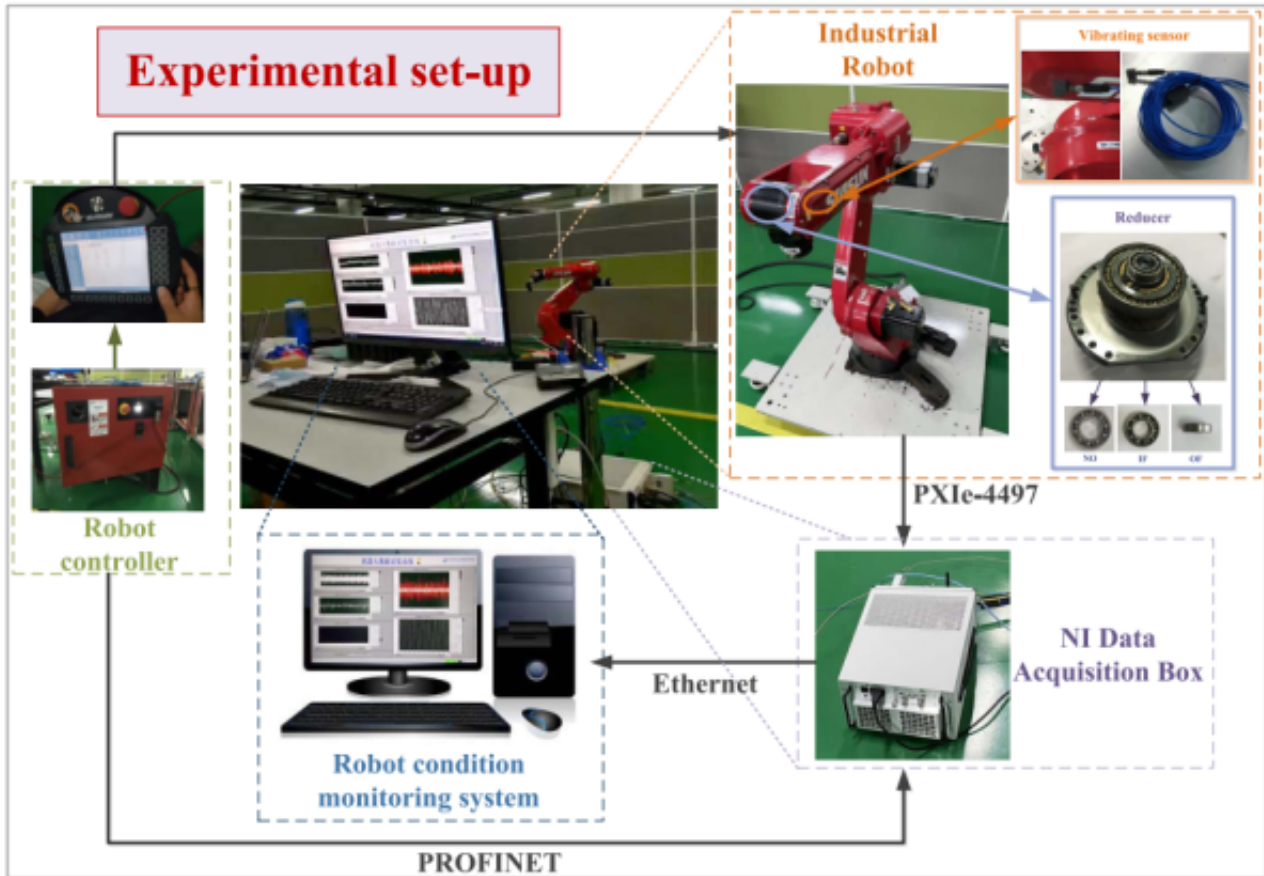 Experimental set-up
Industrial
Robot
Vibrating sensor
Reducer
NO
IF
OF
Robot
controller
PXIe-4497
NI Data
Acquisition Box
Ethernet
Robot condition
monitoring system
PROFINET